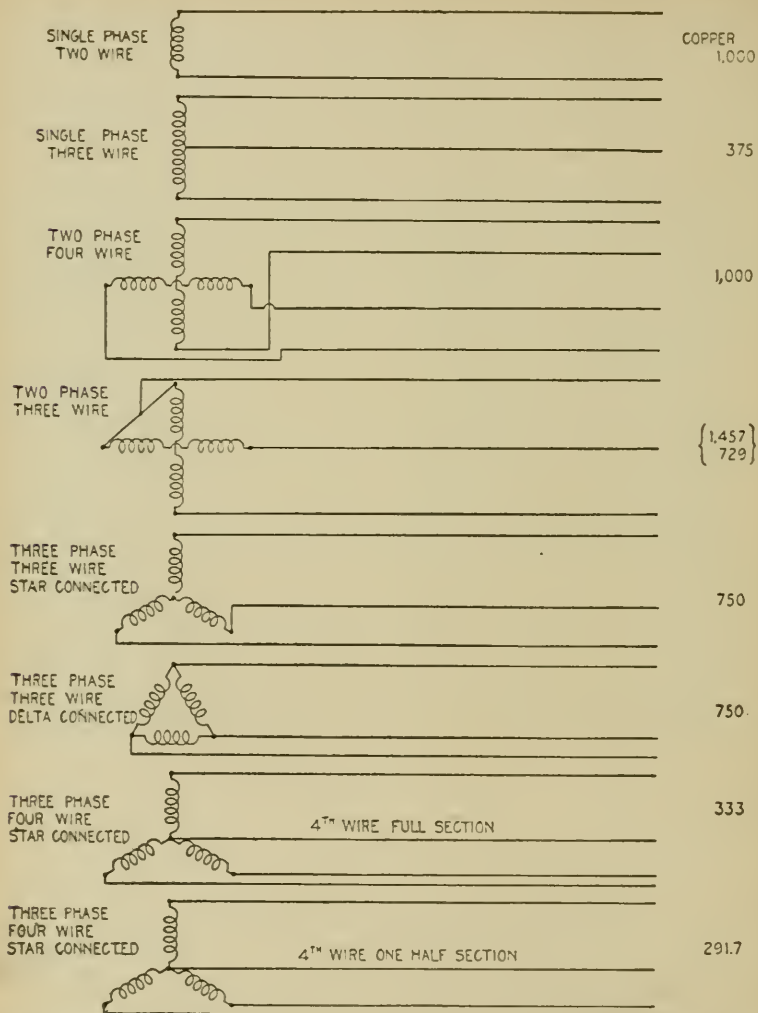 SINGLE PHASE
TWO WIRE
COPPER
1,000
SINGLE PHASE
THREE WIRE
375
TWO PHASE
FOUR WIRE
1,000
TWO PHASE
THREE WIRE
{1,457}
{729}
THREE PHASE
THREE WIRE
STAR CONNECTED
750
THREE PHASE
THREE WIRE
DELTA CONNECTED
750
THREE PHASE
FOUR WIRE
STAR CONNECTED
4TH WIRE FULL SECTION
333
THREE PHASE
FOUR WIRE
STAR CONNECTED
4TH WIRE ONE HALF SECTION
291.7